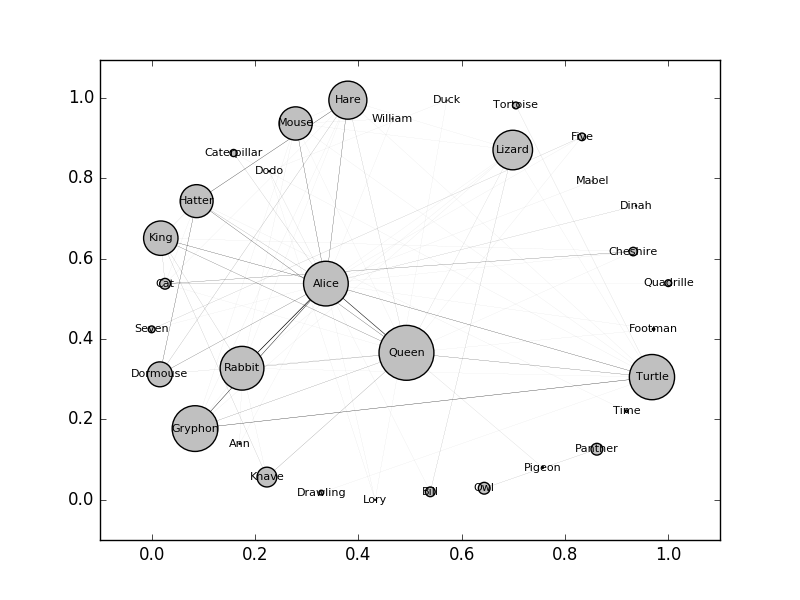 1.0
0.8
0.6
0.4
0.2
0.0
0.0
0.2
0.4
0.6
0.8
1.0
Hare
Duck
Tortoise
Mouse
William
Five
Caterpillar
Lizard
Dodo
Mabel
Hatter
Dinah
King
Cheshire
Cat
Alice
Quadrille
Seven
Footman
Queen
Dormouse
Rabbit
Turtle
Gryphon
Time
Ann
Panther
Knave
Pigeon
Drawling
Lory
Bill
Owl